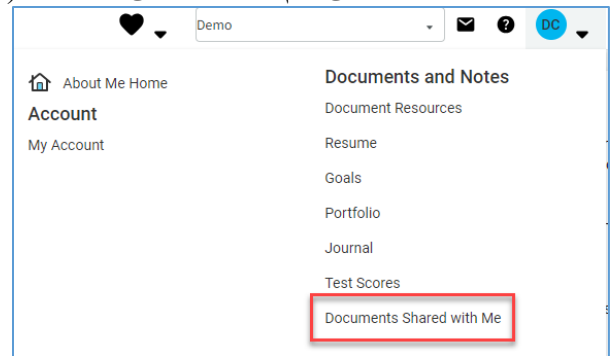 Demo
DC
About Me Home
Account
My Account
Documents and Notes
Document Resources
Resume
Goals
Portfolio
Journal
Test Scores
Documents Shared with Me